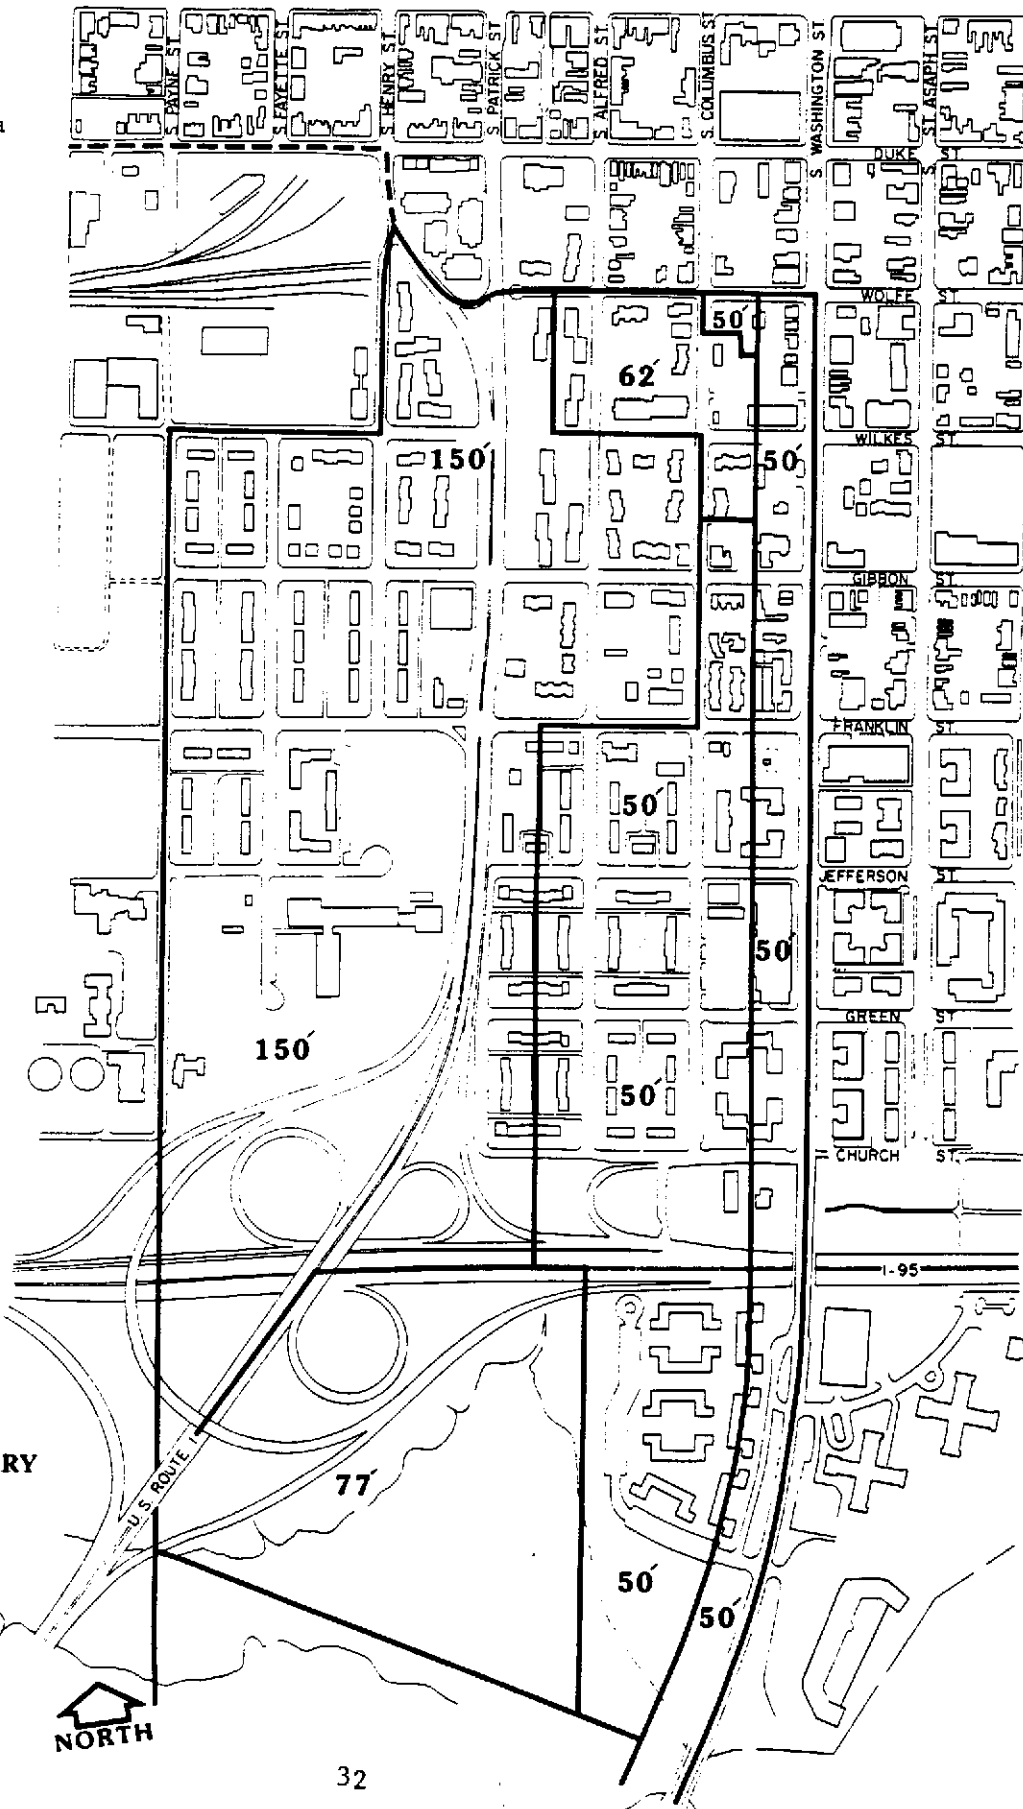 S. PAYNE ST.
S. FAYETTE ST.
S. HENRY ST.
S. PATRICK ST
S. ALFRED ST.
S. COLUMBUS ST
S. WASHINGTON ST
ST. ASAPH ST
S.
DUKE ST.
WOLFE ST.
50′
62′
WILKES ST.
150′
50′
GIBBON ST.
FRANKLIN ST.
50′
JEFFERSON ST.
50′
GREEN ST
150′
50′
CHURCH ST.
I-95
RY
U.S. ROUTE 1
77′
50′
50′
NORTH
32